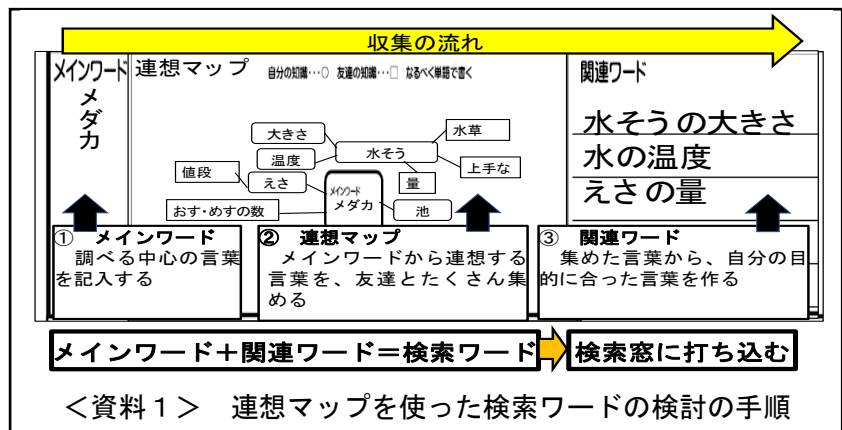 収集の流れ
メインワード
メダカ
連想マップ
自分の知識…○ 友達の知識…□ なるべく単語で書く
大きさ
水草
水そう
温度
上手な
値段
えさ
量
メインワード
メダカ
おす・めすの数
池
関連ワード
水そうの大きさ
水の温度
えさの量
① メインワード
調べる中心の言葉
を記入する
② 連想マップ
メインワードから連想する
言葉を、友達とたくさん集
める
③ 関連ワード
集めた言葉から、自分の目
的に合った言葉を作る
メインワード+関連ワード=検索ワード
検索窓に打ち込む
<資料1> 連想マップを使った検索ワードの検討の手順